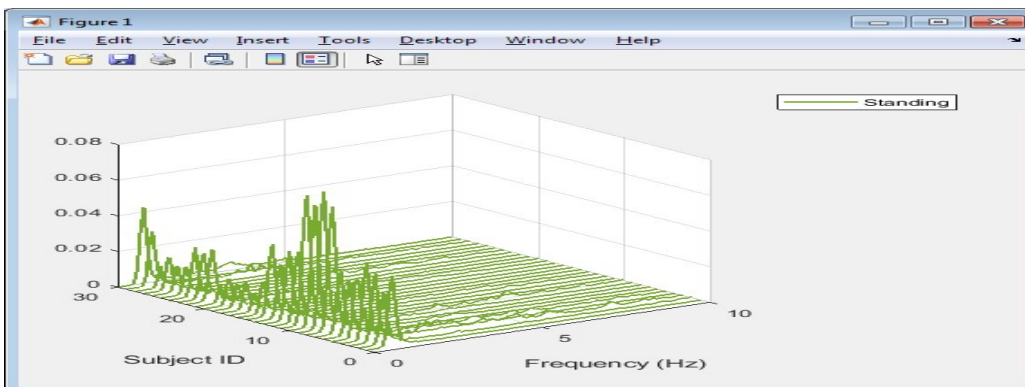 Figure 1
File Edit View Insert Tools Desktop Window Help
Standing
0.08
0.06
0.04
0.02
0
30
20
10
0
0
5
10
Subject ID
Frequency (Hz)